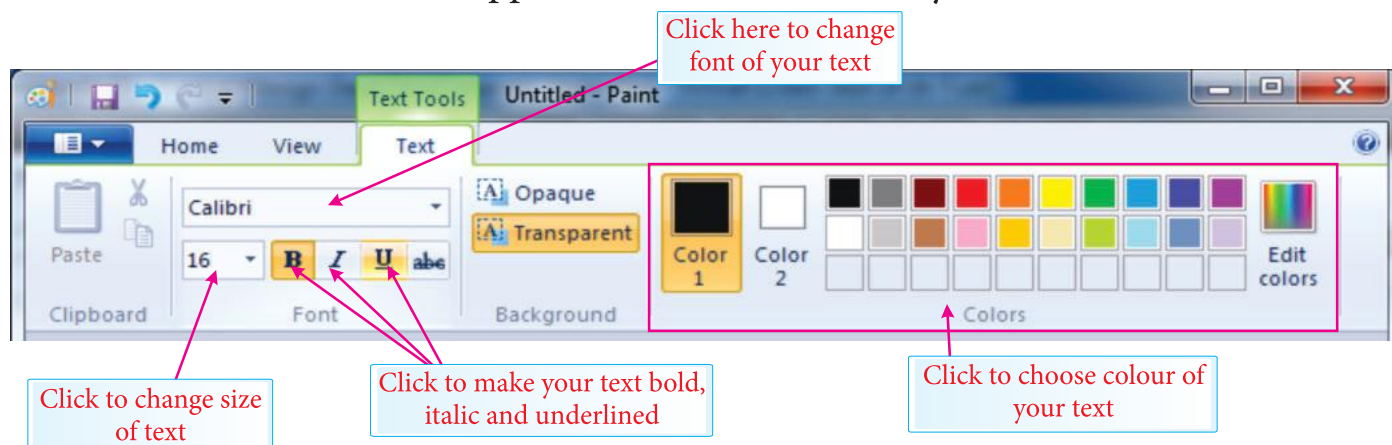 Click here to change
font of your text
Text Tools Untitled - Paint
Home View Text
Calibri
Opaque
Transparent
Paste
16 B I U abc
Color 1
Color 2
Edit colors
Clipboard Font Background Colors
Click to change size
of text
Click to make your text bold,
italic and underlined
Click to choose colour of
your text